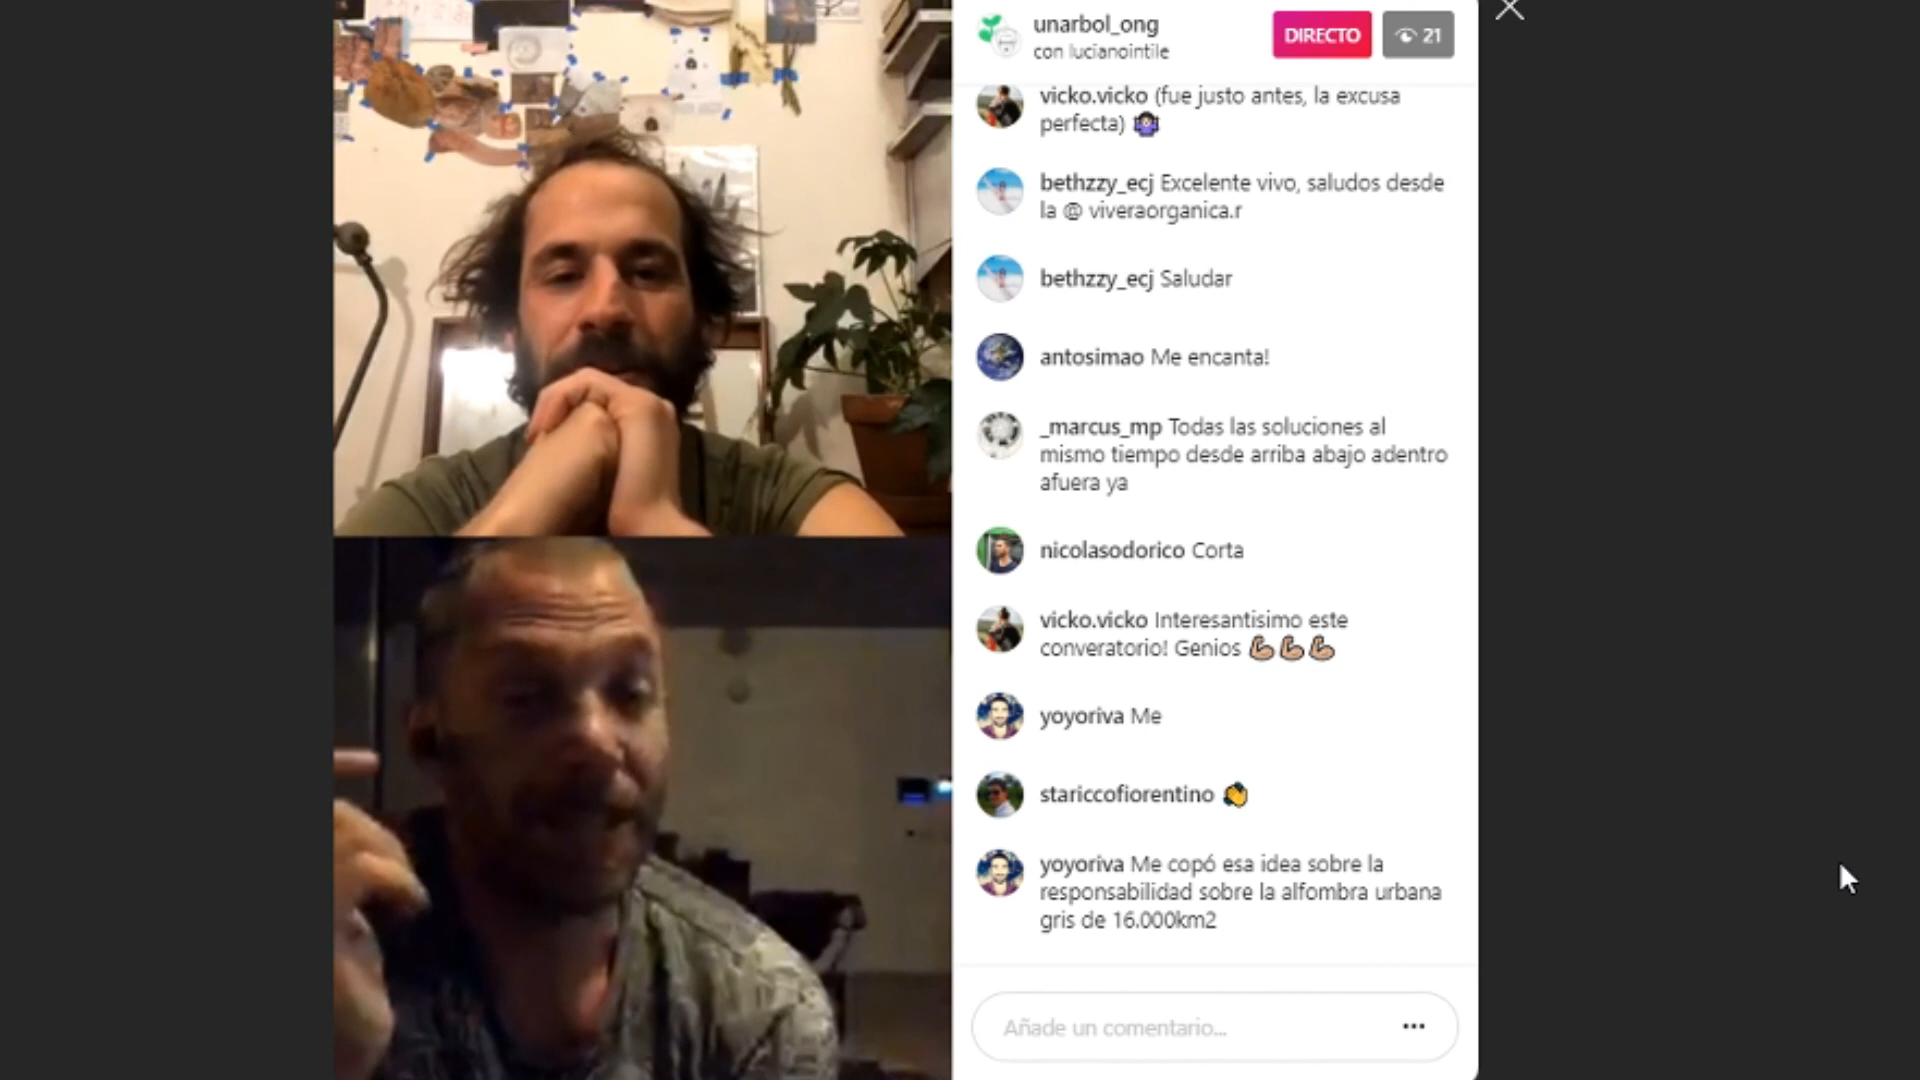 unarbol_ong
con lucianointile
DIRECTO
21
vicko.vicko (fue justo antes, la excusa
perfecta) 🤷🏻‍♀️
bethzzy_ecj Excelente vivo, saludos desde
la @ viveraorganica.r
bethzzy_ecj Saludar
antosimao Me encanta!
_marcus_mp Todas las soluciones al
mismo tiempo desde arriba abajo adentro
afuera ya
nicolasodorico Corta
vicko.vicko Interesantisimo este
converatorio! Genios 💪🏼💪🏼💪🏼
yoyoriva Me
stariccofiorentino 👏
yoyoriva Me copó esa idea sobre la
responsabilidad sobre la alfombra urbana
gris de 16.000km2
Añade un comentario...